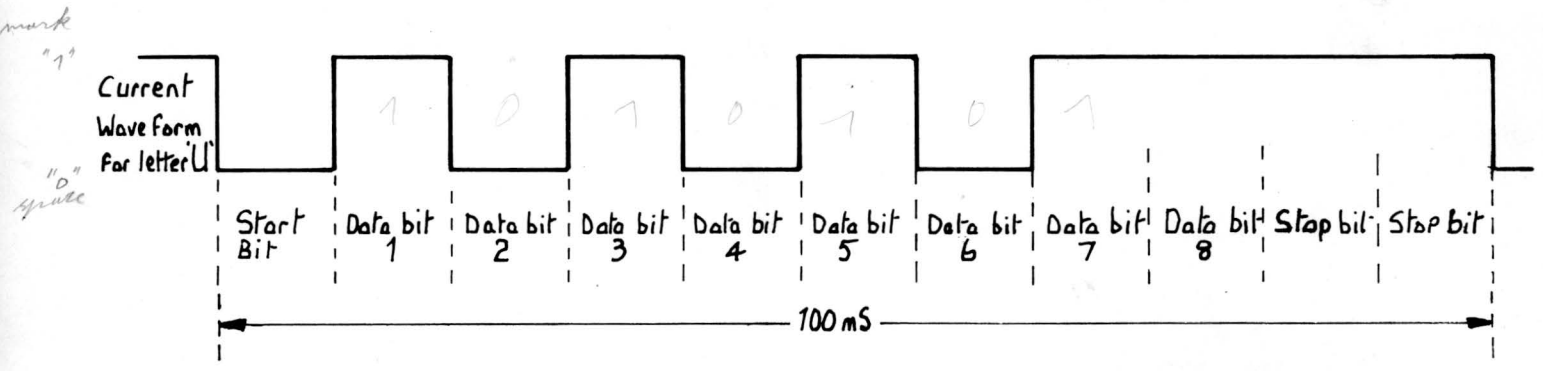 mark
"1"
Current
Wave Form
For letter 'U'
"0"
space
1 0 1 0 1 0 1
Start Bit
Data bit 1
Data bit 2
Data bit 3
Data bit 4
Data bit 5
Data bit 6
Data bit 7
Data bit 8
Stop bit
Stop bit
100 mS